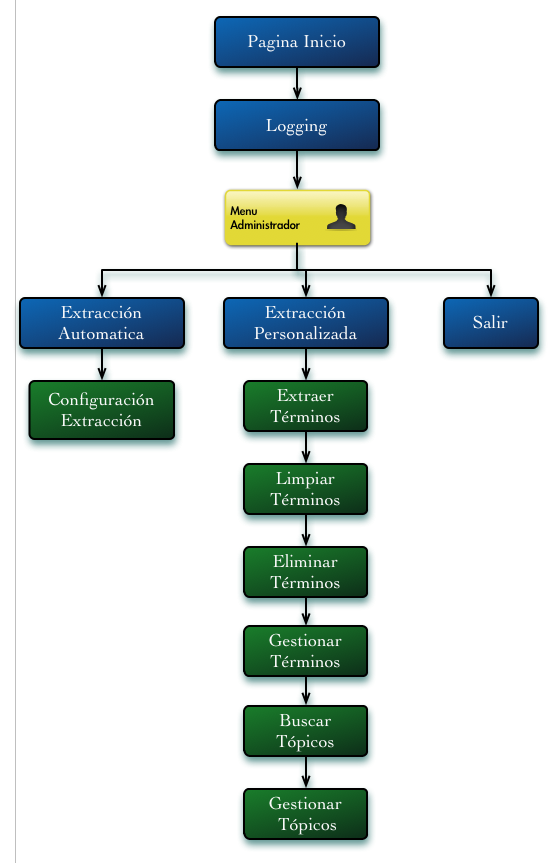 Pagina Inicio
Logging
Menu
Administrador
Extracción
Automatica
Extracción
Personalizada
Salir
Configuración
Extracción
Extraer
Términos
Limpiar
Términos
Eliminar
Términos
Gestionar
Términos
Buscar
Tópicos
Gestionar
Tópicos